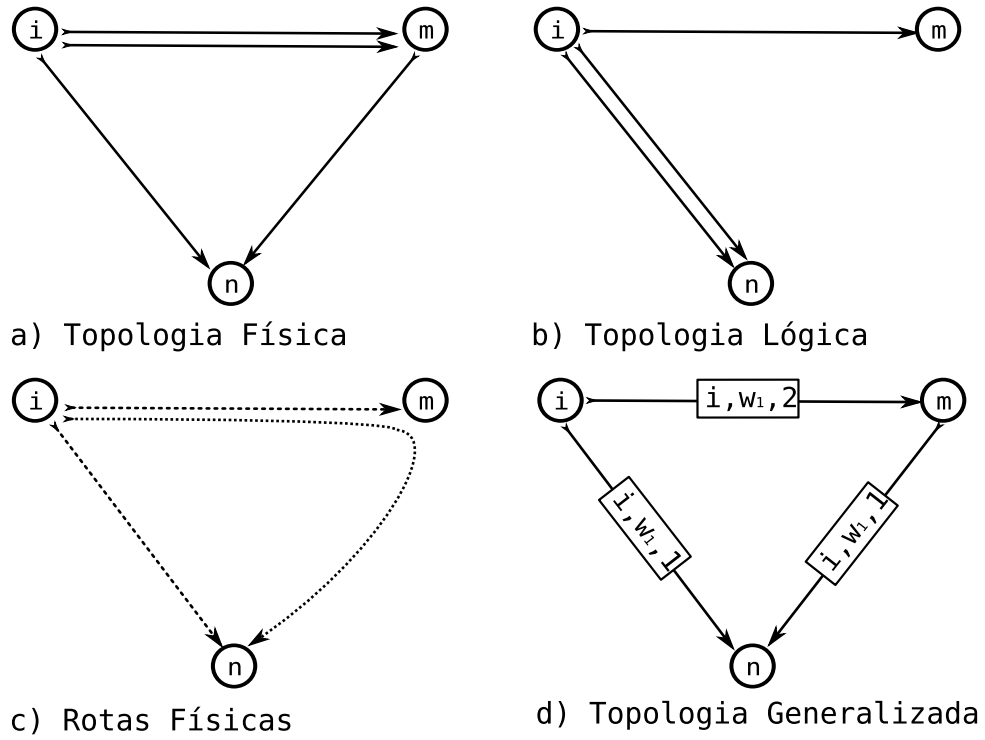 i m
i m
n
n
a) Topologia Física
b) Topologia Lógica
i m
i i,w₁,2 m
i,w₁,1
i,w₁,1
n
n
c) Rotas Físicas
d) Topologia Generalizada